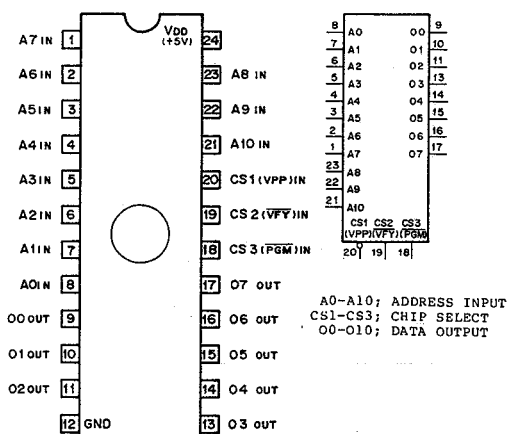 A7 IN 1
VDD (+5V) 24
A6 IN 2
23 A8 IN
A5 IN 3
22 A9 IN
A4 IN 4
21 A10 IN
A3 IN 5
20 CS1 (VPP) IN
A2 IN 6
19 CS2 (VFY) IN
A1 IN 7
18 CS3 (PGM) IN
A0 IN 8
17 O7 OUT
O0 OUT 9
16 O6 OUT
O1 OUT 10
15 O5 OUT
O2 OUT 11
14 O4 OUT
12 GND
13 O3 OUT
8 A0 O0 9
7 A1 O1 10
6 A2 O2 11
5 A3 O3 13
4 A4 O4 14
3 A5 O5 15
2 A6 O6 16
1 A7 O7 17
23 A8
22 A9
21 A10
CS1 CS2 CS3
(VPP) (VFY) (PGM)
20 19 18
A0-A10; ADDRESS INPUT
CS1-CS3; CHIP SELECT
O0-O10; DATA OUTPUT